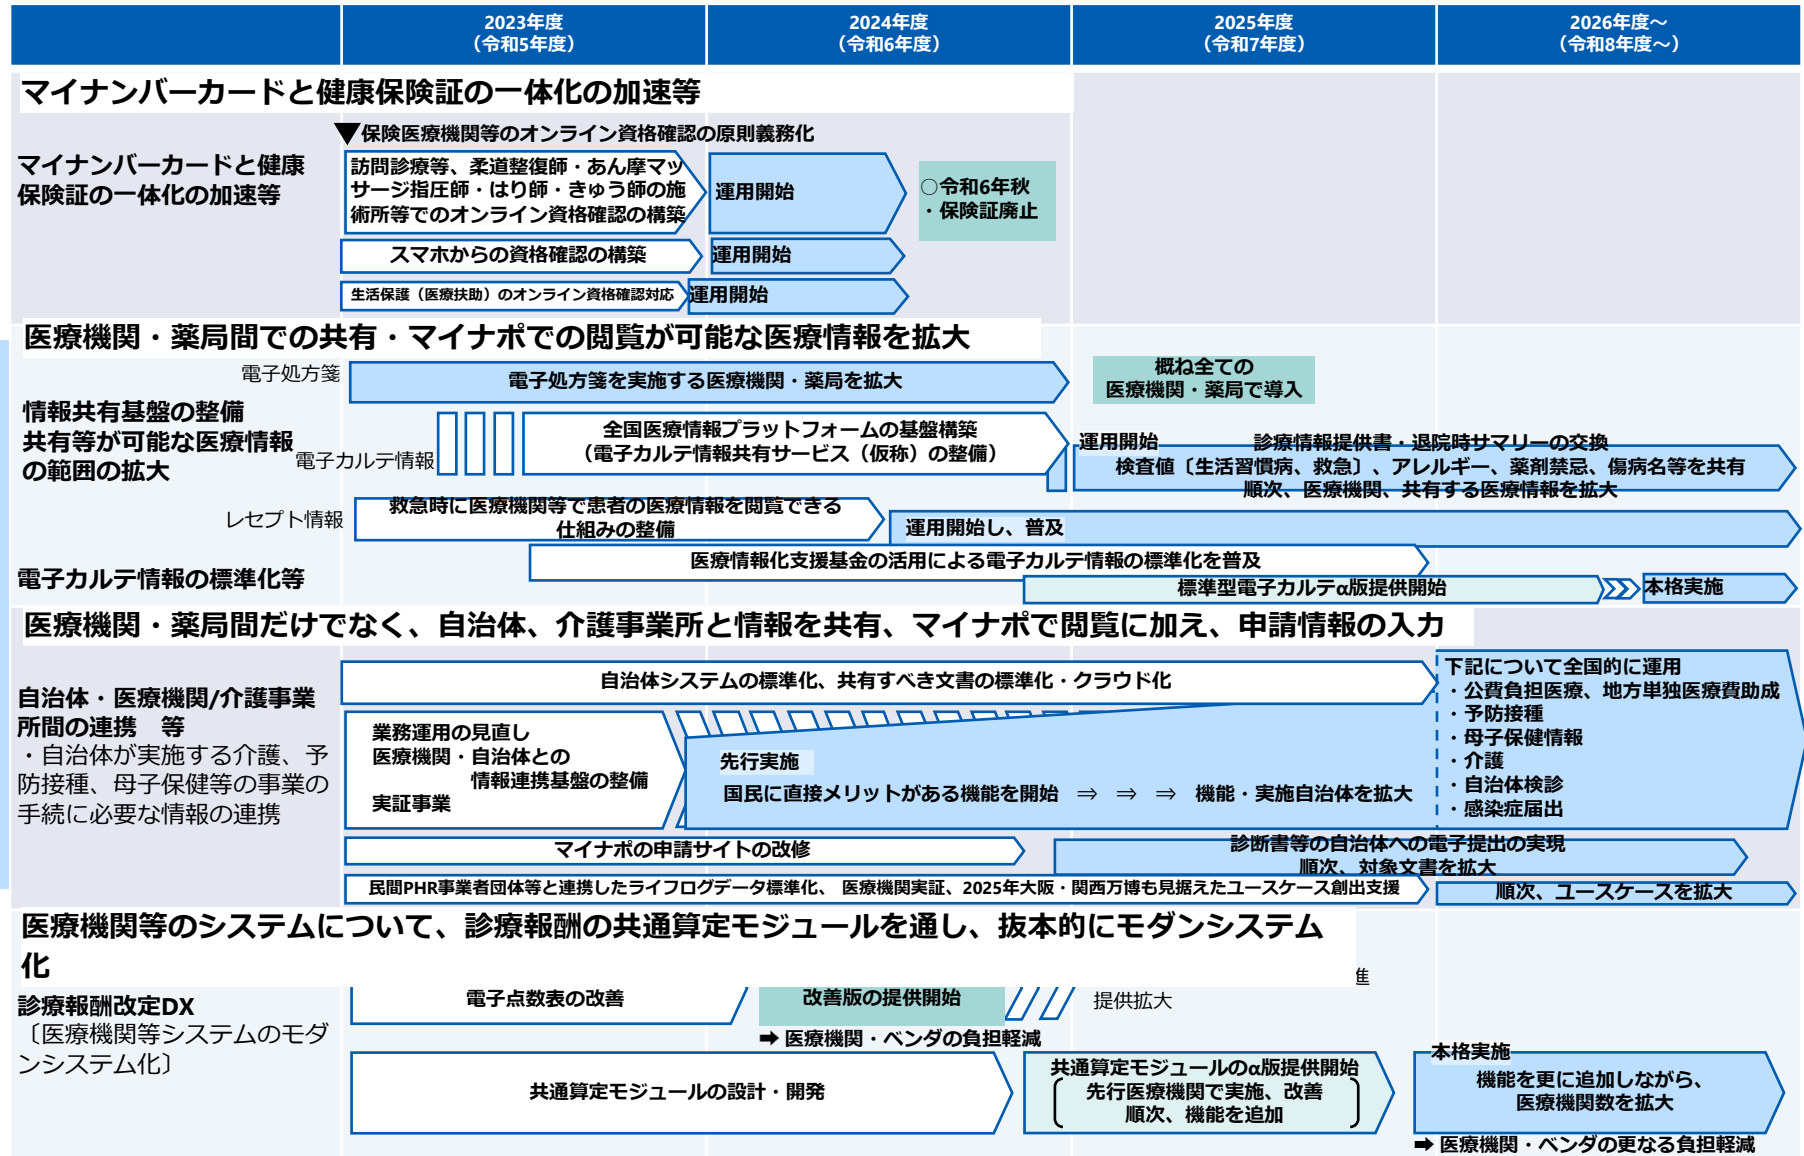 2023年度
（令和5年度）
2024年度
（令和6年度）
2025年度
（令和7年度）
2026年度～
（令和8年度～）
マイナンバーカードと健康保険証の一体化の加速等
▼保険医療機関等のオンライン資格確認の原則義務化
マイナンバーカードと健康
保険証の一体化の加速等
訪問診療等、柔道整復師・あん摩マッ
サージ指圧師・はり師・きゅう師の施
術所等でのオンライン資格確認の構築
運用開始
○令和6年秋
・保険証廃止
スマホからの資格確認の構築
運用開始
生活保護（医療扶助）のオンライン資格確認対応
運用開始
医療機関・薬局間での共有・マイナポでの閲覧が可能な医療情報を拡大
電子処方箋
電子処方箋を実施する医療機関・薬局を拡大
概ね全ての
医療機関・薬局で導入
情報共有基盤の整備
共有等が可能な医療情報
の範囲の拡大
電子カルテ情報
全国医療情報プラットフォームの基盤構築
（電子カルテ情報共有サービス（仮称）の整備）
運用開始
診療情報提供書・退院時サマリーの交換
検査値〔生活習慣病、救急〕、アレルギー、薬剤禁忌、傷病名等を共有
順次、医療機関、共有する医療情報を拡大
レセプト情報
救急時に医療機関等で患者の医療情報を閲覧できる
仕組みの整備
運用開始し、普及
電子カルテ情報の標準化等
医療情報化支援基金の活用による電子カルテ情報の標準化を普及
標準型電子カルテα版提供開始
本格実施
医療機関・薬局間だけでなく、自治体、介護事業所と情報を共有、マイナポで閲覧に加え、申請情報の入力
自治体・医療機関/介護事業
所間の連携　等
・自治体が実施する介護、予
防接種、母子保健等の事業の
手続に必要な情報の連携
自治体システムの標準化、共有すべき文書の標準化・クラウド化
業務運用の見直し
医療機関・自治体との
情報連携基盤の整備
実証事業
先行実施
国民に直接メリットがある機能を開始　⇒　⇒　⇒　機能・実施自治体を拡大
下記について全国的に運用
・公費負担医療、地方単独医療費助成
・予防接種
・母子保健情報
・介護
・自治体検診
・感染症届出
マイナポの申請サイトの改修
診断書等の自治体への電子提出の実現
順次、対象文書を拡大
民間PHR事業者団体等と連携したライフログデータ標準化、 医療機関実証、2025年大阪・関西万博も見据えたユースケース創出支援
順次、ユースケースを拡大
医療機関等のシステムについて、診療報酬の共通算定モジュールを通し、抜本的にモダンシステム
化
診療報酬改定DX
〔医療機関等システムのモダ
ンシステム化〕
電子点数表の改善
改善版の提供開始
進
提供拡大
➡ 医療機関・ベンダの負担軽減
共通算定モジュールの設計・開発
共通算定モジュールのα版提供開始
先行医療機関で実施、改善
順次、機能を追加
本格実施
機能を更に追加しながら、
医療機関数を拡大
➡ 医療機関・ベンダの更なる負担軽減